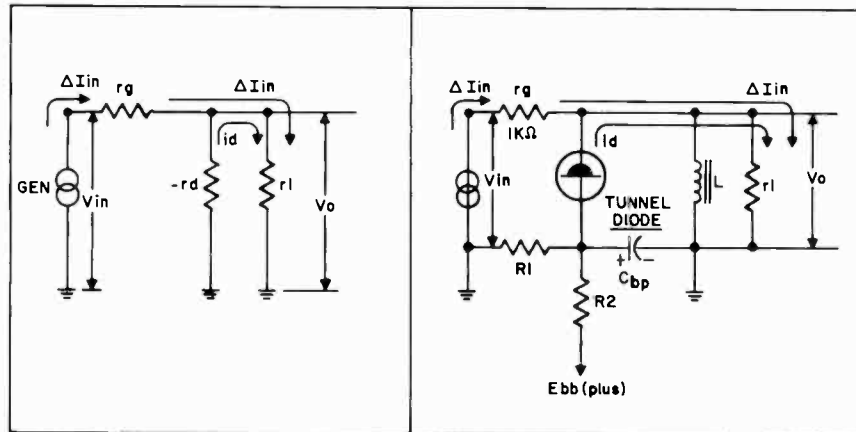 ΔIin rg ΔIin
id
GEN Vin -rd rl Vo
ΔIin rg ΔIin
1KΩ Id
Vin L rl Vo
TUNNEL
DIODE
R1 + -
Cbp
R2
Ebb(plus)